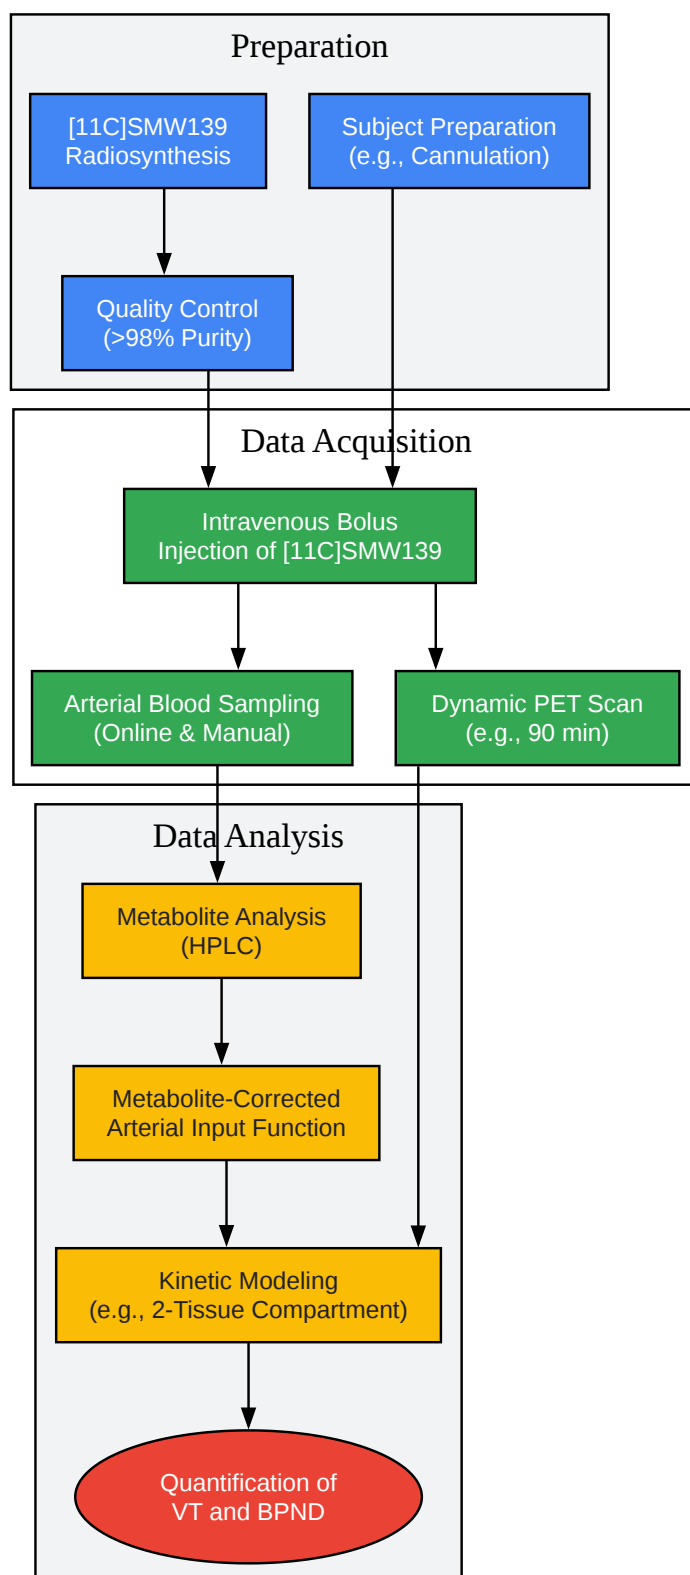 Preparation
[11C]SMW139
Radiosynthesis
Subject Preparation
(e.g., Cannulation)
Quality Control
(>98% Purity)
Data Acquisition
Intravenous Bolus
Injection of [11C]SMW139
Arterial Blood Sampling
(Online & Manual)
Dynamic PET Scan
(e.g., 90 min)
Data Analysis
Metabolite Analysis
(HPLC)
Metabolite-Corrected
Arterial Input Function
Kinetic Modeling
(e.g., 2-Tissue Compartment)
Quantification of
VT and BPND